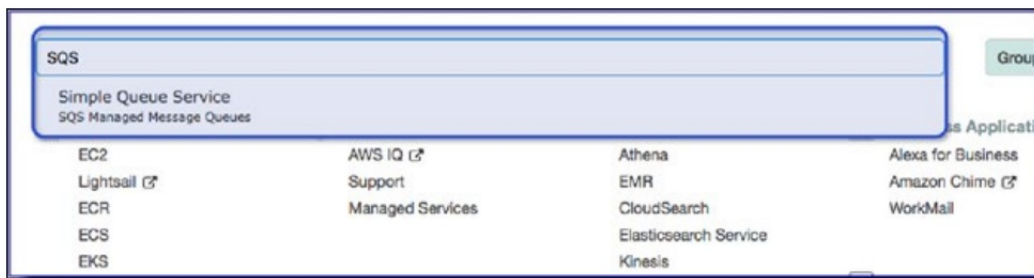 SQS
Group
Simple Queue Service
SQS Managed Message Queues
EC2
AWS IQ
Athena
Alexa for Business
Lightsail
Support
EMR
Amazon Chime
ECR
Managed Services
CloudSearch
WorkMail
ECS
Elasticsearch Service
EKS
Kinesis